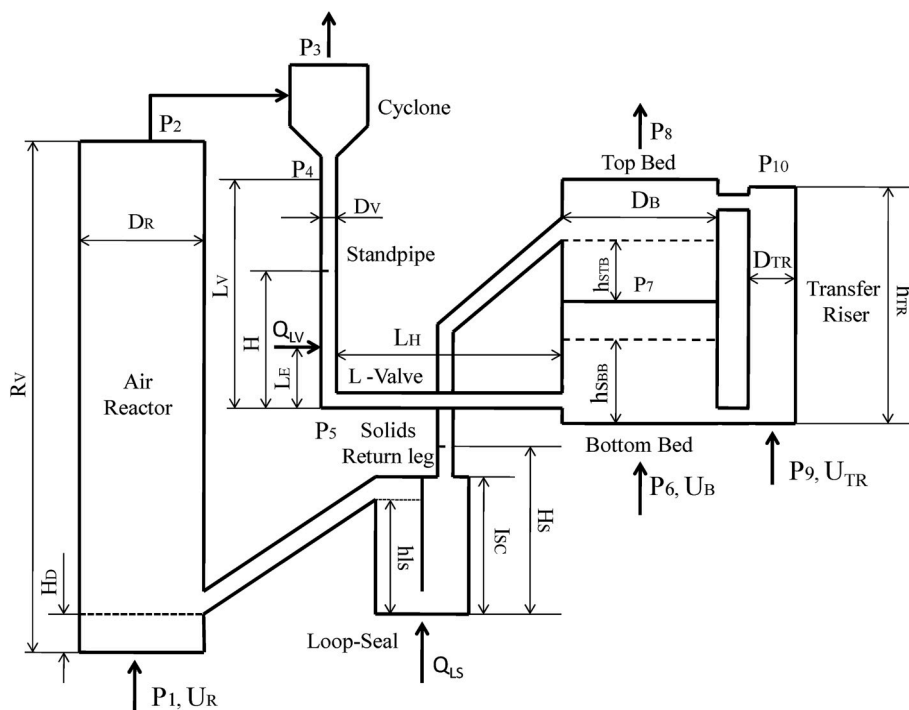 P3
Cyclone
P2
P4
P8
Top Bed
P10
DR
DV
DB
Standpipe
LV
hSTB
DTR
P7
Transfer
Riser
hTR
H
QLV
LE
LH
L -Valve
hSBB
RV
Air
Reactor
P5
Solids
Return leg
Bottom Bed
P6, UB
P9, UTR
HD
hls
ISC
HS
Loop-Seal
QLS
P1, UR